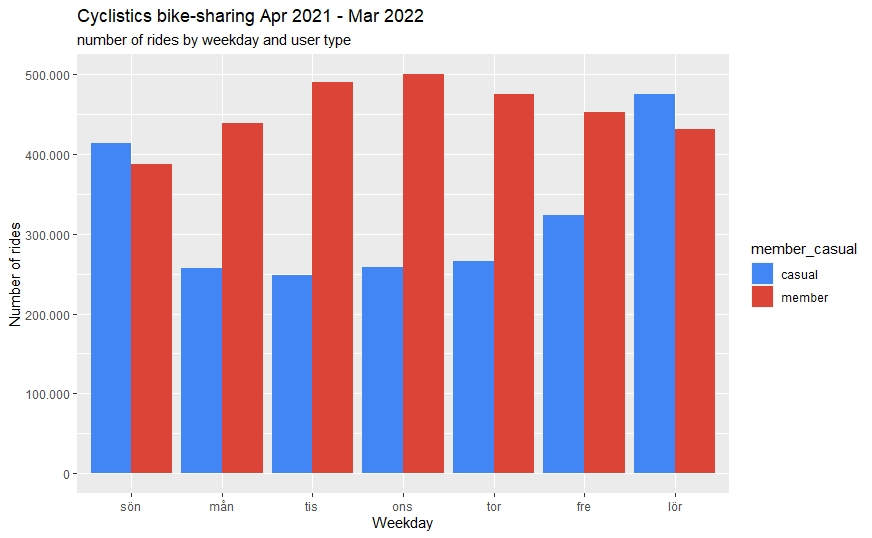 Cyclistics bike-sharing Apr 2021 - Mar 2022
number of rides by weekday and user type
500.000
400.000
300.000
200.000
100.000
0
Number of rides
sön mån tis ons tor fre lör
Weekday
member_casual
casual
member